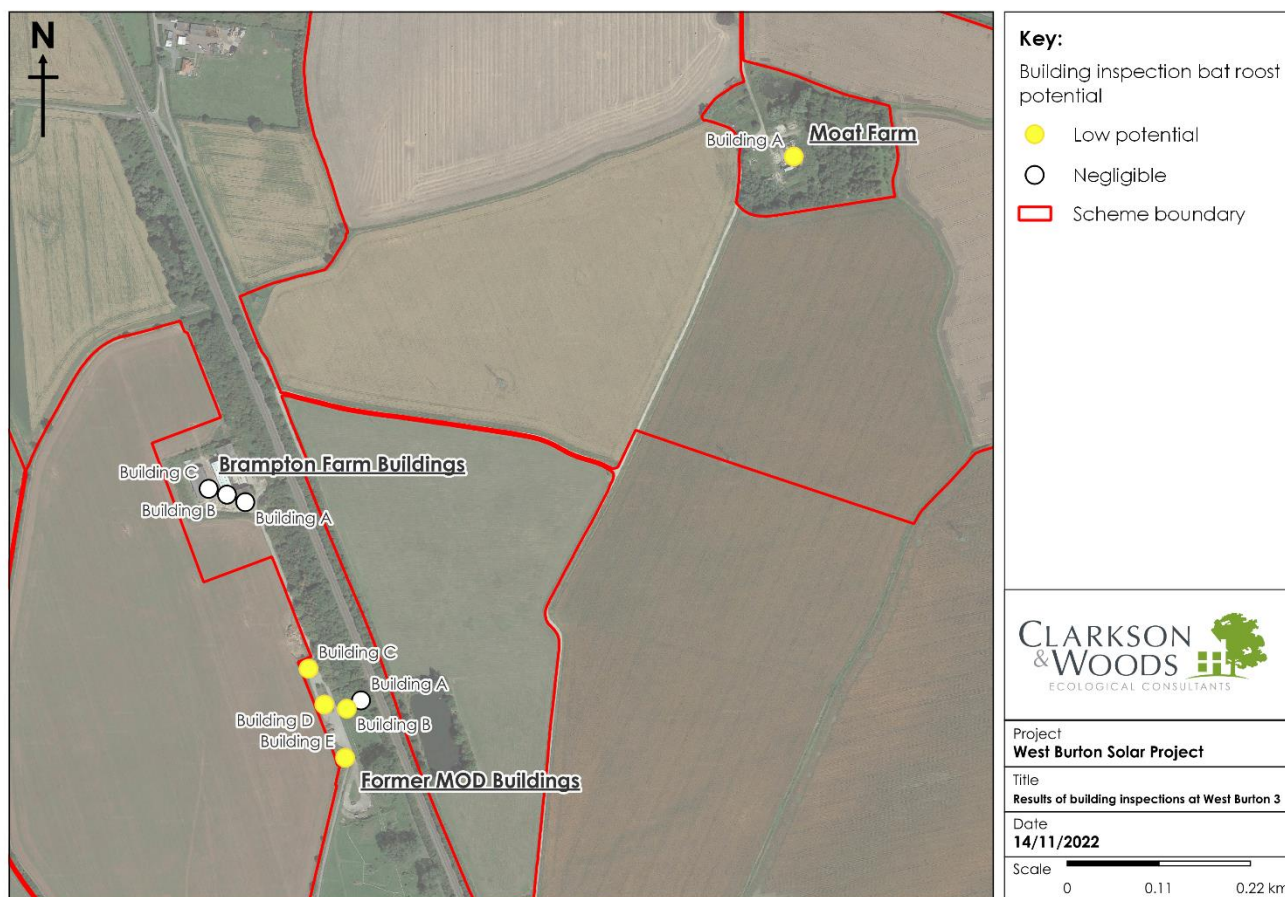 N
Building A
Moat Farm
Building C
Brampton Farm Buildings
Building B
Building A
Building C
Building A
Building D
Building B
Building E
Former MOD Buildings
Key:
Building inspection bat roost
potential
Low potential
Negligible
Scheme boundary
CLARKSON
& WOODS
ECOLOGICAL CONSULTANTS
Project
West Burton Solar Project
Title
Results of building inspections at West Burton 3
Date
14/11/2022
Scale
0 0.11 0.22 km